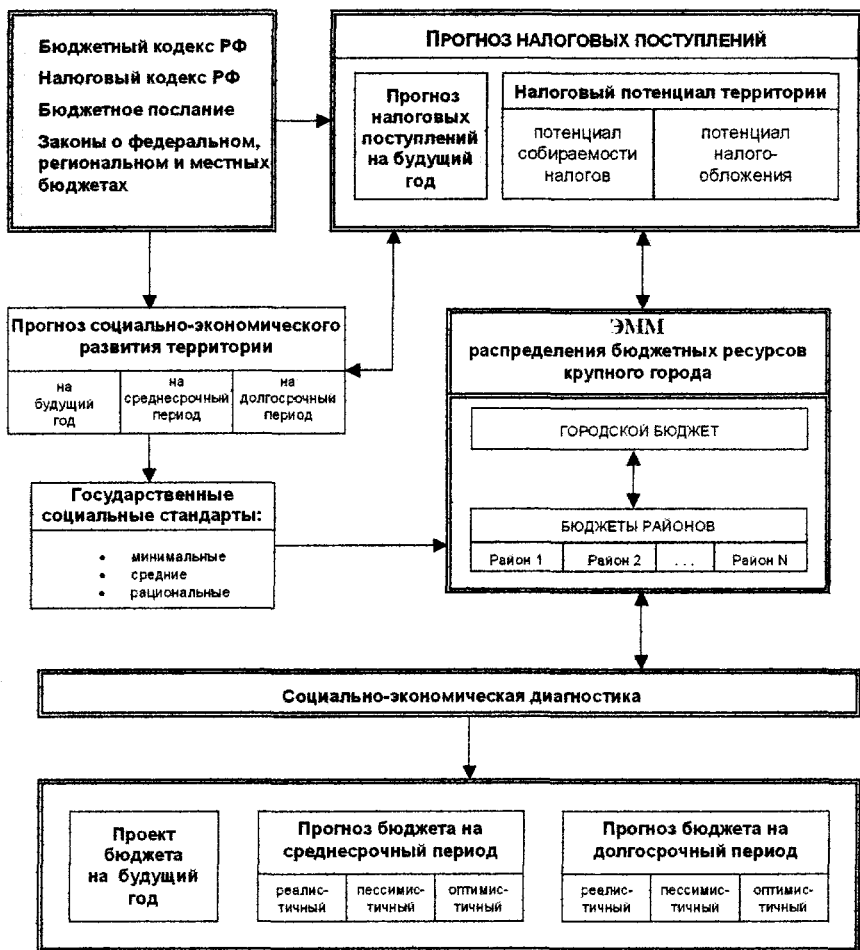 Бюджетный кодекс РФ
Налоговый кодекс РФ
Бюджетное послание
Законы о федеральном,
региональном и местных
бюджетах
ПРОГНОЗ НАЛОГОВЫХ ПОСТУПЛЕНИЙ
Прогноз
налоговых
поступлений
на будущий
год
Налоговый потенциал территории
потенциал
собираемости
налогов
потенциал
налого-
обложения
Прогноз социально-экономического
развития территории
на
будущий
год
на
среднесрочный
период
на
долгосрочный
период
ЭММ
распределения бюджетных ресурсов
крупного города
ГОРОДСКОЙ БЮДЖЕТ
БЮДЖЕТЫ РАЙОНОВ
Район 1
Район 2
...
Район N
Государственные
социальные стандарты:
• минимальные
• средние
• рациональные
Социально-экономическая диагностика
Проект
бюджета
на будущий
год
Прогноз бюджета на
среднесрочный период
реалис-
тичный
пессимис-
тичный
оптимис-
тичный
Прогноз бюджета на
долгосрочный период
реалис-
тичный
пессимис-
тичный
оптимис-
тичный